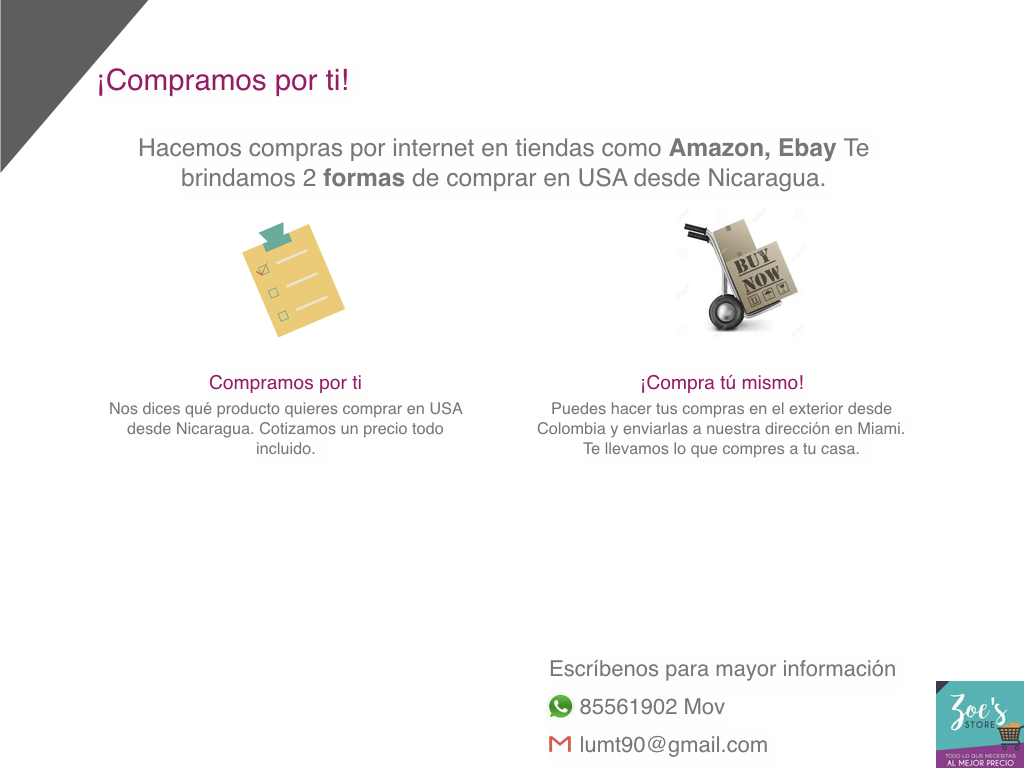 ¡Compramos por ti!
Hacemos compras por internet en tiendas como Amazon, Ebay Te
brindamos 2 formas de comprar en USA desde Nicaragua.
BUY
NOW
Compramos por ti
Nos dices qué producto quieres comprar en USA
desde Nicaragua. Cotizamos un precio todo
incluido.
¡Compra tú mismo!
Puedes hacer tus compras en el exterior desde
Colombia y enviarlas a nuestra dirección en Miami.
Te llevamos lo que compres a tu casa.
Escríbenos para mayor información
85561902 Mov
lumt90@gmail.com
Zoe's
STORE
TODO LO QUE NECESITAS
AL MEJOR PRECIO